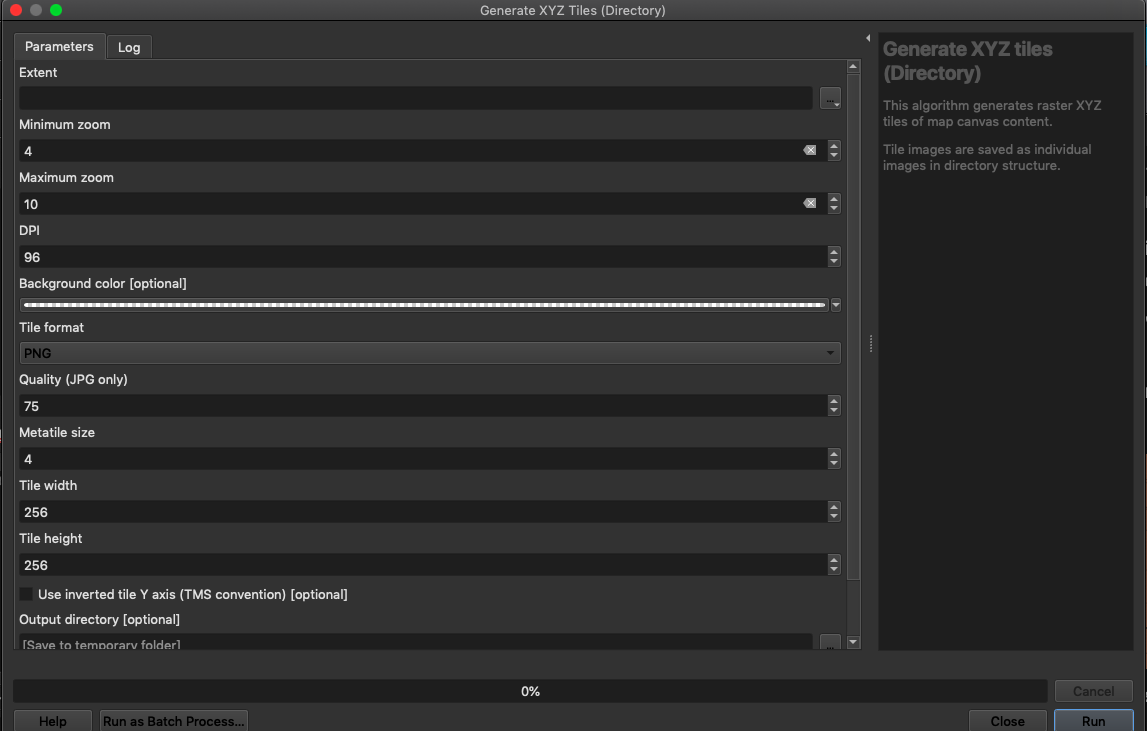 Generate XYZ Tiles (Directory)
Parameters
Log
Extent
...
Minimum zoom
4
Maximum zoom
10
DPI
96
Background color [optional]
Tile format
PNG
Quality (JPG only)
75
Metatile size
4
Tile width
256
Tile height
256
Use inverted tile Y axis (TMS convention) [optional]
Output directory [optional]
[Save to temporary folder]
...
Generate XYZ tiles
(Directory)
This algorithm generates raster XYZ
tiles of map canvas content.
Tile images are saved as individual
images in directory structure.
0%
Cancel
Help
Run as Batch Process...
Close
Run